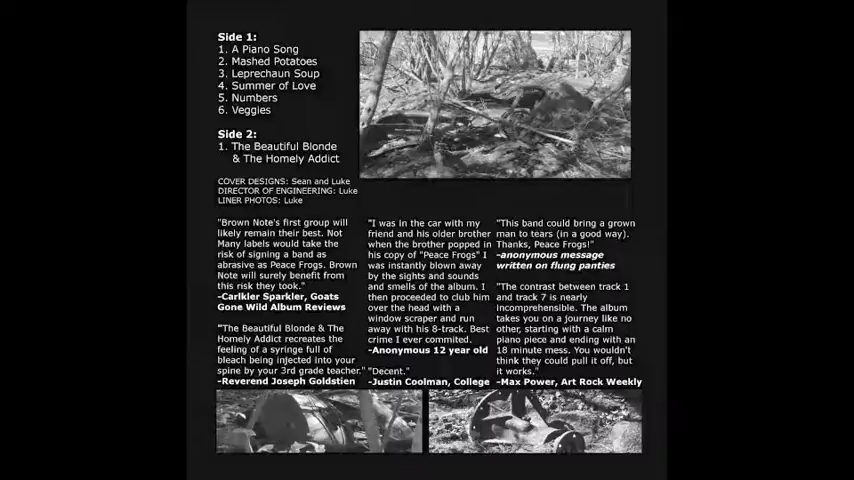 Side 1:
1. A Piano Song
2. Mashed Potatoes
3. Leprechaun Soup
4. Summer of Love
5. Numbers
6. Veggies
Side 2:
1. The Beautiful Blonde
& The Homely Addict
COVER DESIGNS: Sean and Luke
DIRECTOR OF ENGINEERING: Luke
LINER PHOTOS: Luke
"Brown Note's first group will
likely remain their best. Not
Many labels would take the
risk of signing a band as
abrasive as Peace Frogs. Brown
Note will surely benefit from
this risk they took."
-Carlkler Sparkler, Goats
Gone Wild Album Reviews
"The Beautiful Blonde & The
Homely Addict recreates the
feeling of a syringe full of
bleach being injected into your
spine by your 3rd grade teacher."
-Reverend Joseph Goldstien
"I was in the car with my
friend and his older brother
when the brother popped in
his copy of "Peace Frogs" I
was instantly blown away
by the sights and sounds
and smells of the album. I
then proceeded to club him
over the head with a
window scraper and run
away with his 8-track. Best
crime I ever commited.
-Anonymous 12 year old
"Decent."
-Justin Coolman, College
"This band could bring a grown
man to tears (in a good way).
Thanks, Peace Frogs!"
-anonymous message
written on flung panties
"The contrast between track 1
and track 7 is nearly
incomprehensible. The album
takes you on a journey like no
other, starting with a calm
piano piece and ending with an
18 minute mess. You wouldn't
think they could pull it off, but
it works."
-Max Power, Art Rock Weekly